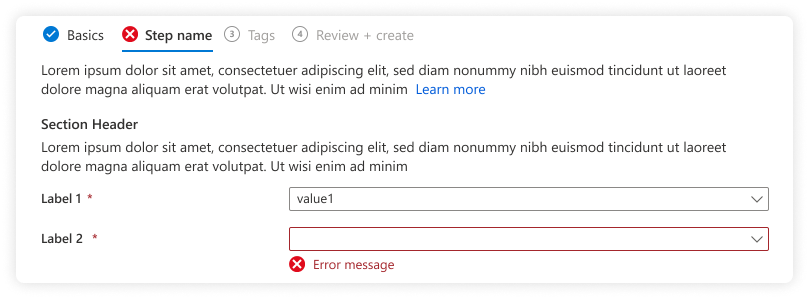 Basics Step name 3 Tags 4 Review + create
Lorem ipsum dolor sit amet, consectetuer adipiscing elit, sed diam nonummy nibh euismod tincidunt ut laoreet
dolore magna aliquam erat volutpat. Ut wisi enim ad minim Learn more
Section Header
Lorem ipsum dolor sit amet, consectetuer adipiscing elit, sed diam nonummy nibh euismod tincidunt ut laoreet
dolore magna aliquam erat volutpat. Ut wisi enim ad minim
Label 1 * value1
Label 2 *
Error message